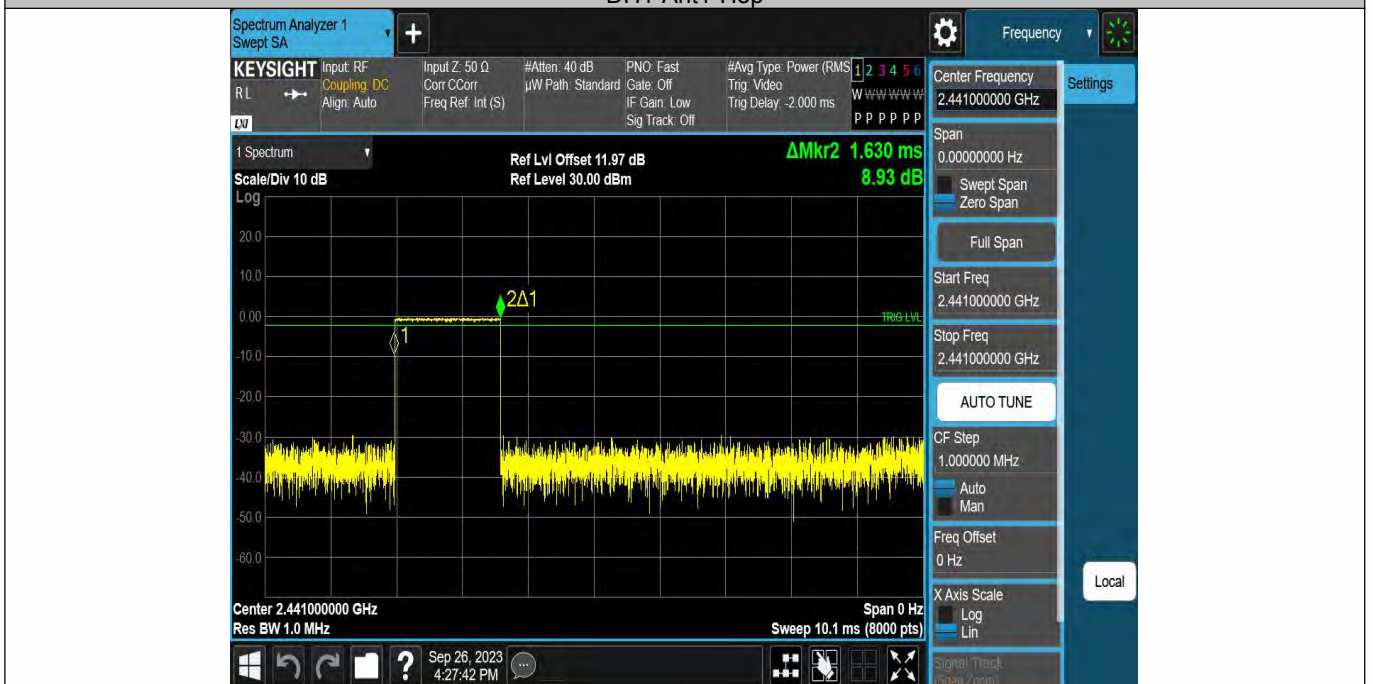 Spectrum Analyzer 1
Swept SA
+
Frequency
KEYSIGHT
RL
LXI
Input: RF
Coupling: DC
Align: Auto
Input Z: 50 Ω
Corr CCorr
Freq Ref: Int (S)
#Atten: 40 dB
µW Path: Standard
PNO: Fast
Gate: Off
IF Gain: Low
Sig Track: Off
#Avg Type: Power (RMS
Trig: Video
Trig Delay: -2.000 ms
1 2 3 4 5 6
W W W W W W
P P P P P P
Center Frequency
2.441000000 GHz
Settings
1 Spectrum
Ref Lvl Offset 11.97 dB
ΔMkr2 1.630 ms
Scale/Div 10 dB
Ref Level 30.00 dBm
8.93 dB
Log
20.0
10.0
0.00
-10.0
-20.0
-30.0
-40.0
-50.0
-60.0
2Δ1
1
TRIG LVL
Span
0.00000000 Hz
Swept Span
Zero Span
Full Span
Start Freq
2.441000000 GHz
Stop Freq
2.441000000 GHz
AUTO TUNE
CF Step
1.000000 MHz
Auto
Man
Freq Offset
0 Hz
X Axis Scale
Log
Lin
Signal Track
(Span Zoom)
Local
Center 2.441000000 GHz
Span 0 Hz
Res BW 1.0 MHz
Sweep 10.1 ms (8000 pts)
?
Sep 26, 2023
4:27:42 PM